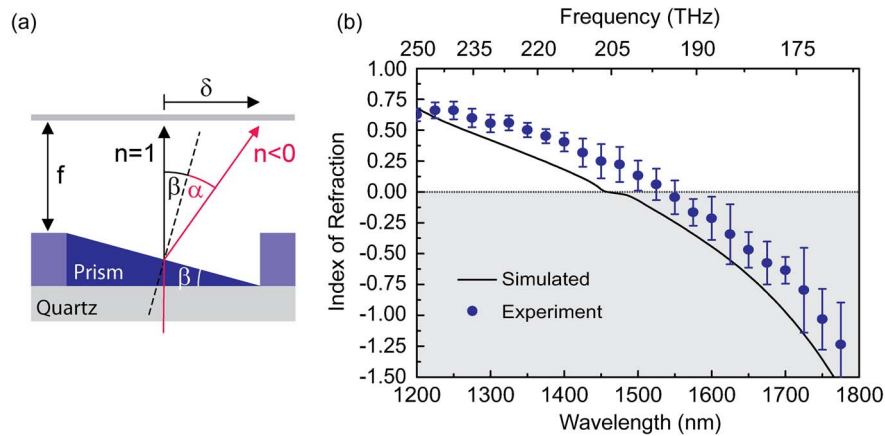 (a)
δ
n=1
n<0
β
α
f
Prism
β
Quartz
(b)
Frequency (THz)
250 235 220 205 190 175
1.00
0.75
0.50
0.25
0.00
-0.25
-0.50
-0.75
-1.00
-1.25
-1.50
Index of Refraction
Simulated
Experiment
1200 1300 1400 1500 1600 1700 1800
Wavelength (nm)